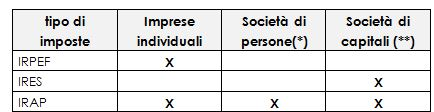 tipo di imposte | Imprese individuali | Società di persone(*) | Società di capitali (**)
IRPEF | X | |
IRES | | | X
IRAP | X | X | X